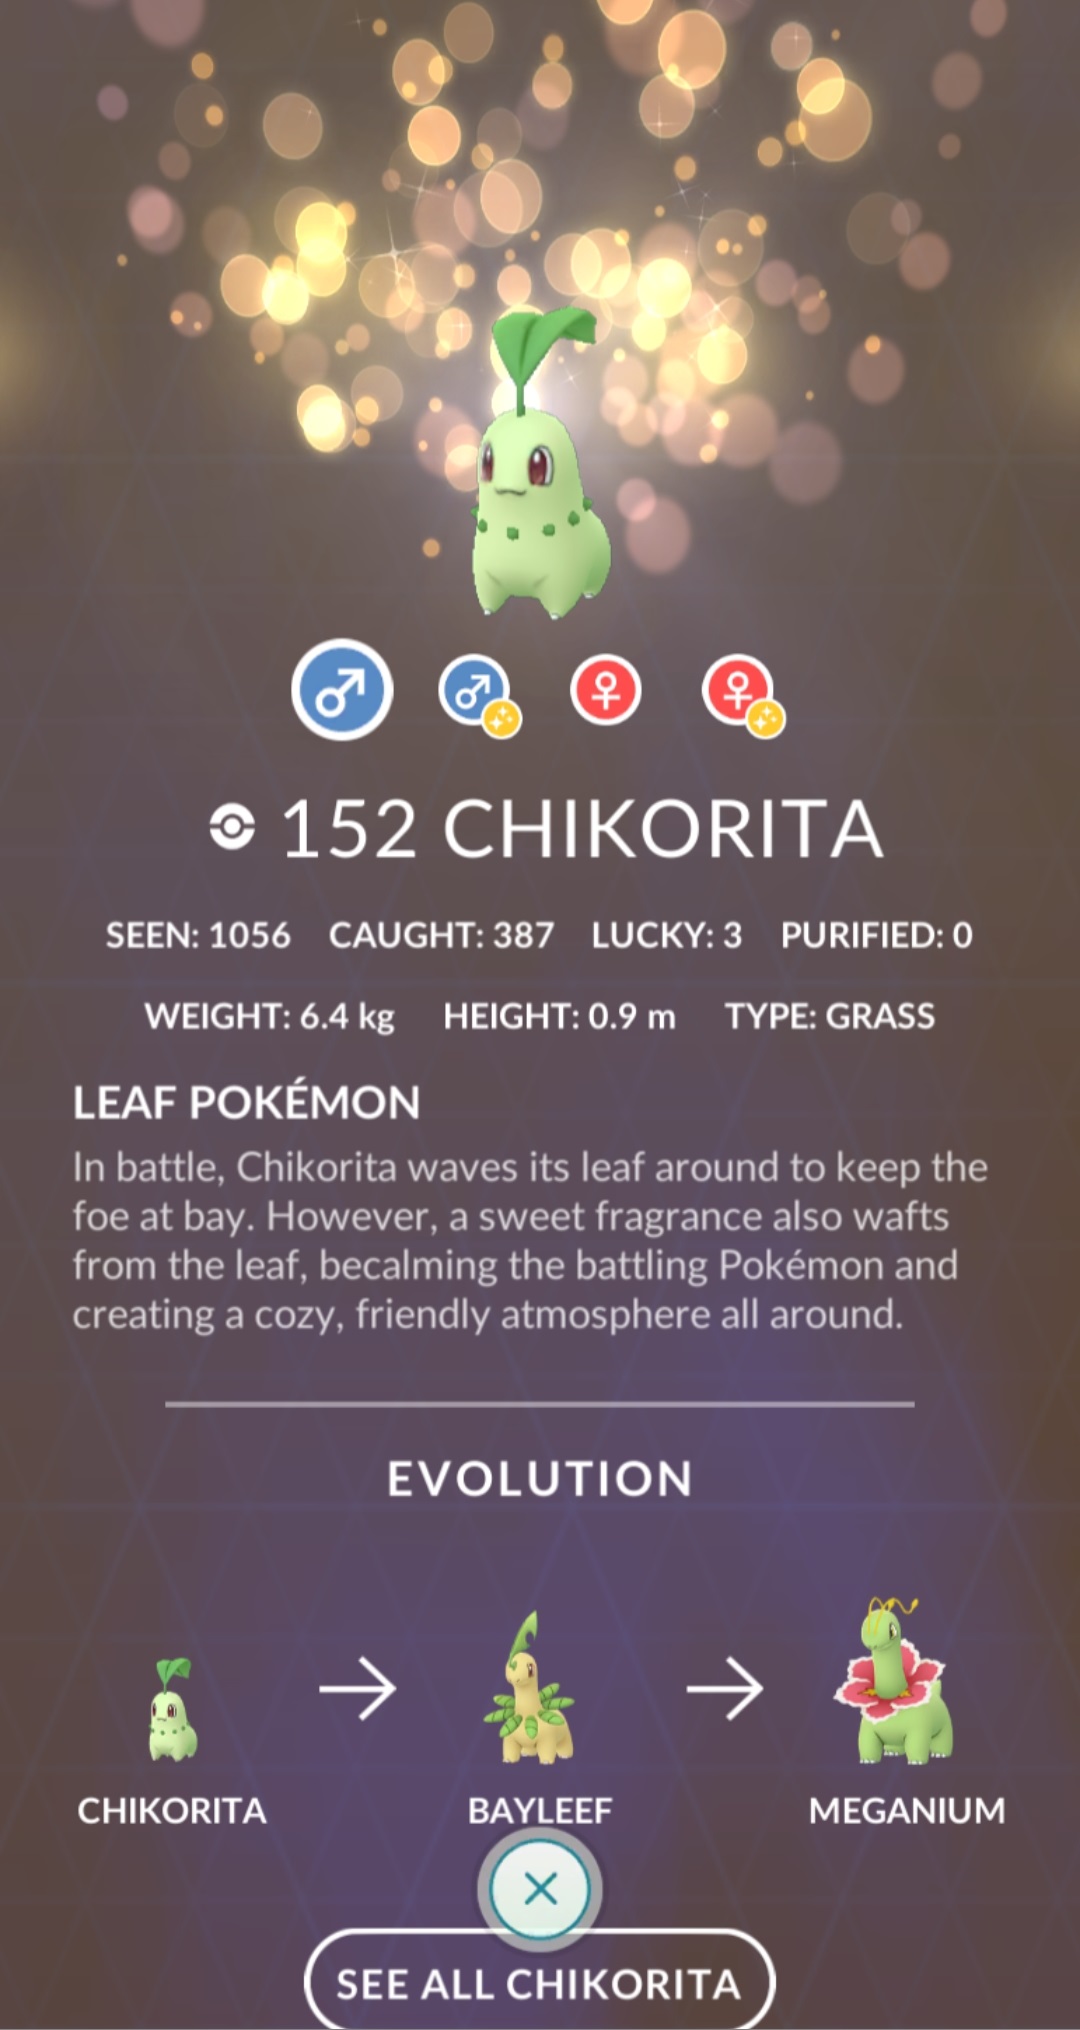 152 CHIKORITA
SEEN: 1056 CAUGHT: 387 LUCKY: 3 PURIFIED: 0
WEIGHT: 6.4 kg HEIGHT: 0.9 m TYPE: GRASS
LEAF POKÉMON
In battle, Chikorita waves its leaf around to keep the
foe at bay. However, a sweet fragrance also wafts
from the leaf, becalming the battling Pokémon and
creating a cozy, friendly atmosphere all around.
EVOLUTION
CHIKORITA BAYLEEF MEGANIUM
SEE ALL CHIKORITA